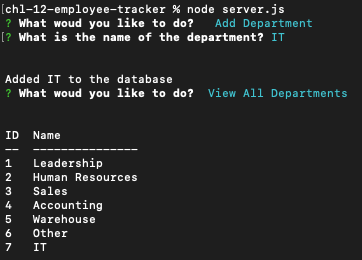 [chl-12-employee-tracker % node server.js
? What woud you like to do?  Add Department
[? What is the name of the department? IT
Added IT to the database
? What woud you like to do?  View All Departments
ID  Name
--  ---------------
1   Leadership
2   Human Resources
3   Sales
4   Accounting
5   Warehouse
6   Other
7   IT